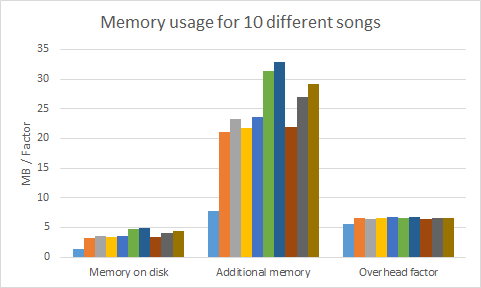 Memory usage for 10 different songs
35
30
25
20
15
10
5
0
MB / Factor
Memory on disk
Additional memory
Overhead factor